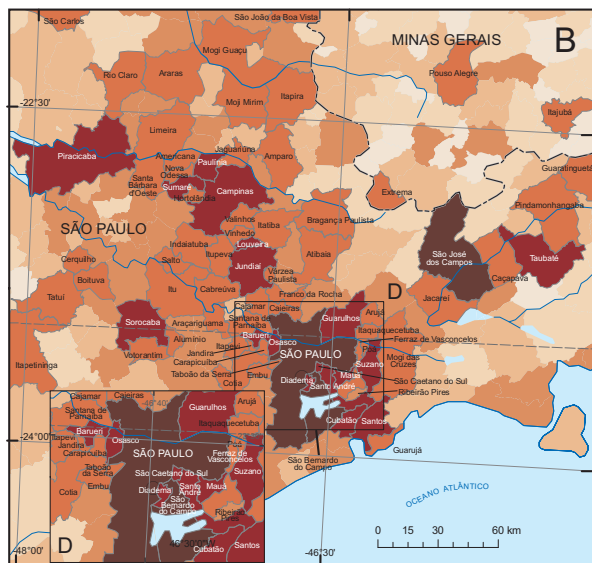 São Carlos
São João da Boa Vista
Mogi Guaçu
MINAS GERAIS
B
Rio Claro
Araras
Pouso Alegre
-22°30'
Moji Mirim
Itapira
Itajubá
Limeira
Piracicaba
Americana
Jaguariúna
Paulínia
Amparo
Nova
Odessa
Guaratinguetá
Santa
Bárbara
d'Oeste
Sumaré
Campinas
Hortolândia
Extrema
Pindamonhangaba
SÃO PAULO
Valinhos
Vinhedo
Itatiba
Bragança Paulista
Indaiatuba
Louveira
São José
dos Campos
Taubaté
Cerquilho
Salto
Itupeva
Jundiaí
Atibaia
Boituva
Várzea
Paulista
Caçapava
Tatuí
Itu
Cabreúva
Franco da Rocha
D
Jacareí
Cajamar
Caieiras
Sorocaba
Araçariguama
Santana de
Parnaíba
Guarulhos
Arujá
Itaquaquecetuba
Alumínio
Barueri
Osasco
Ferraz de Vasconcelos
Votorantim
Itapevi
Jandira
SÃO PAULO
Poá
Suzano
Mogi das
Cruzes
Itapetininga
Carapicuíba
Taboão da Serra
Embu
Cotia
Diadema
Santo André
Mauá
São Caetano do Sul
Ribeirão Pires
Cubatão
Santos
São Bernardo
do Campo
Guarujá
-24°00'
Cajamar
Caieiras
-46°40'
Santana de
Parnaíba
Guarulhos
Arujá
Itaquaquecetuba
Itapevi
Barueri
Osasco
Jandira
Carapicuíba
SÃO PAULO
Poá
Ferraz de
Vasconcelos
Taboão
da Serra
São Caetano do Sul
Suzano
Cotia
Embu
Diadema
Santo
André
Mauá
São
Bernardo
do Campo
Ribeirão
Pires
D
-46°30'0"W
Cubatão
Santos
OCEANO ATLÂNTICO
0 15 30 60 km
-48°00'
-46°30'